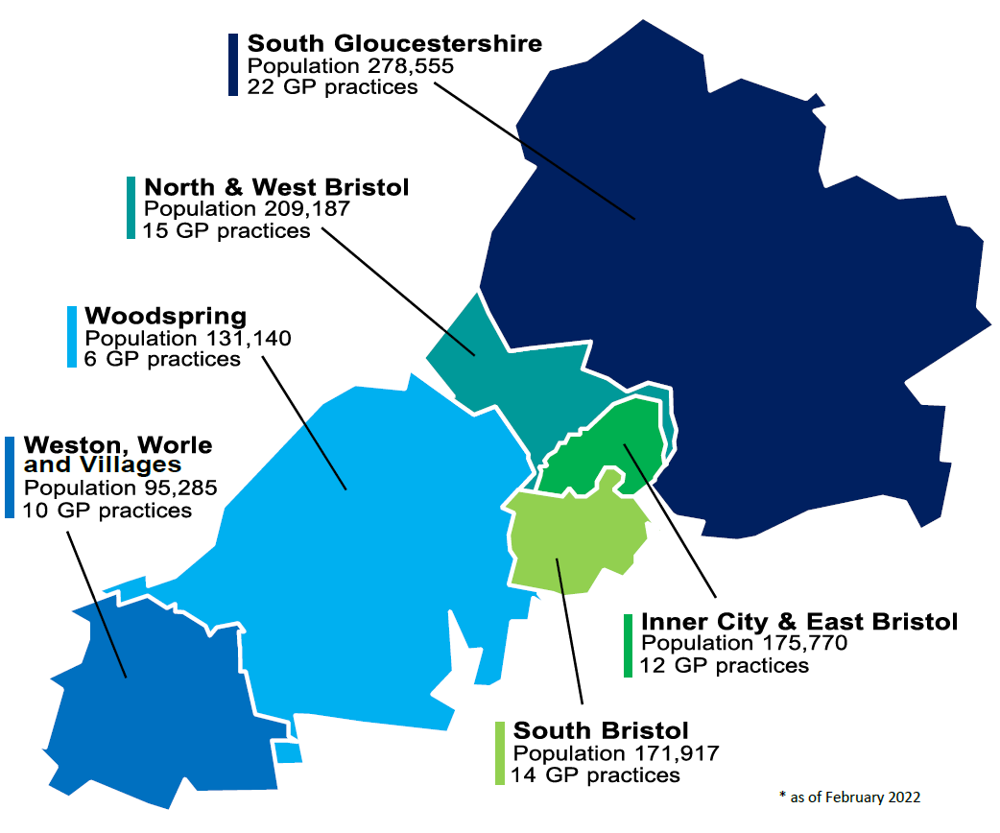 South Gloucestershire
Population 278,555
22 GP practices
North & West Bristol
Population 209,187
15 GP practices
Woodspring
Population 131,140
6 GP practices
Weston, Worle
and Villages
Population 95,285
10 GP practices
Inner City & East Bristol
Population 175,770
12 GP practices
South Bristol
Population 171,917
14 GP practices
* as of February 2022